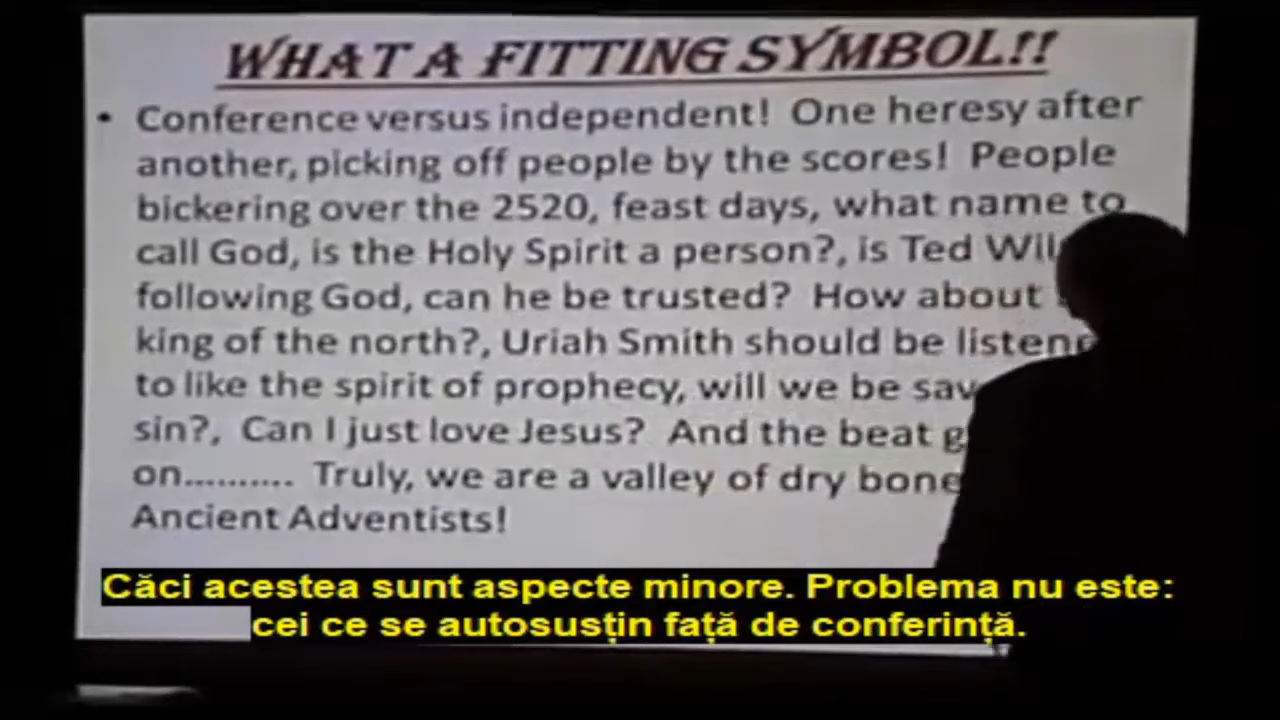 WHAT A FITTING SYMBOL!!
• Conference versus independent! One heresy after
another, picking off people by the scores! People
bickering over the 2520, feast days, what name to
call God, is the Holy Spirit a person?, is Ted
following God, can he be trusted? How about
king of the north?, Uriah Smith should be
to like the spirit of prophecy, will we be
sin?, Can I just love Jesus? And the beat
on.......... Truly, we are a valley of dry
Ancient Adventists!
Căci acestea sunt aspecte minore. Problema nu este:
cei ce se autosusțin față de conferință.